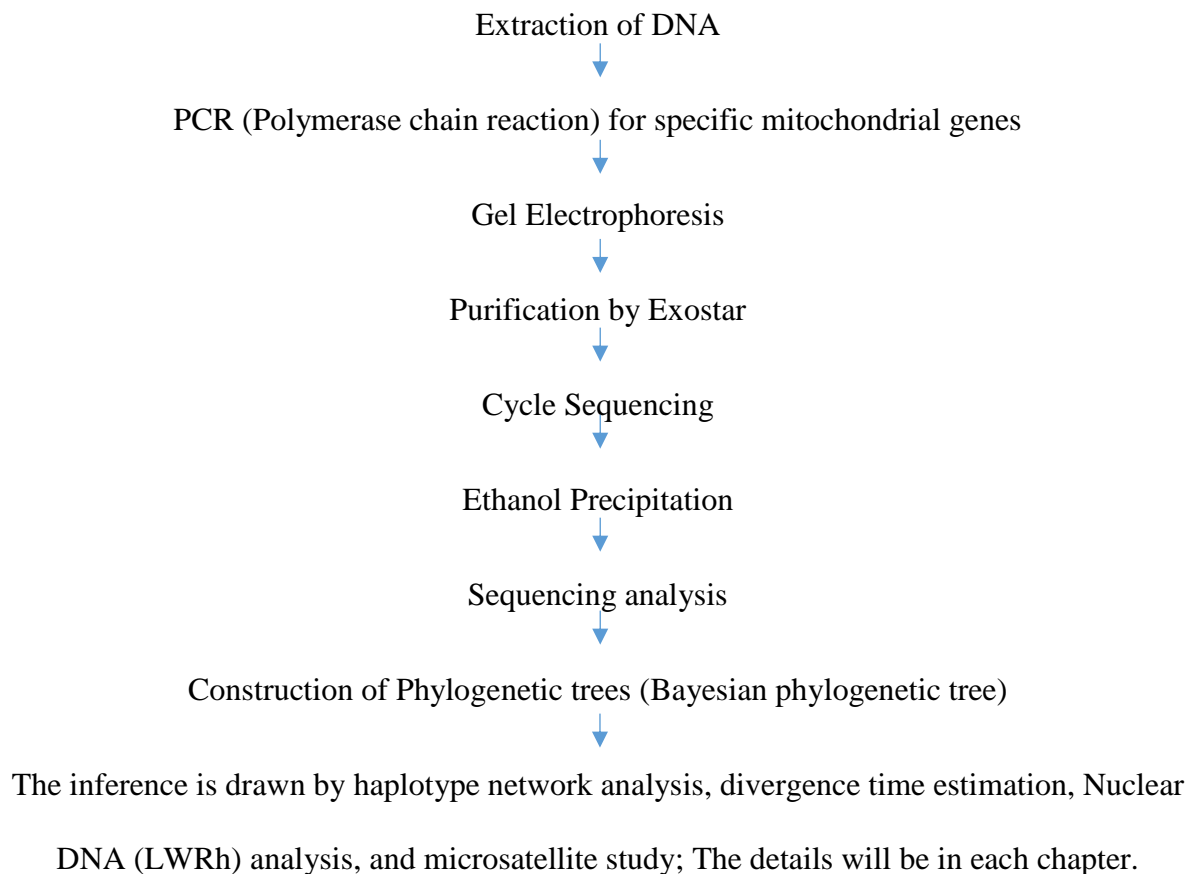 Extraction of DNA
PCR (Polymerase chain reaction) for specific mitochondrial genes
Gel Electrophoresis
Purification by Exostar
Cycle Sequencing
Ethanol Precipitation
Sequencing analysis
Construction of Phylogenetic trees (Bayesian phylogenetic tree)
The inference is drawn by haplotype network analysis, divergence time estimation, Nuclear
DNA (LWRh) analysis, and microsatellite study; The details will be in each chapter.